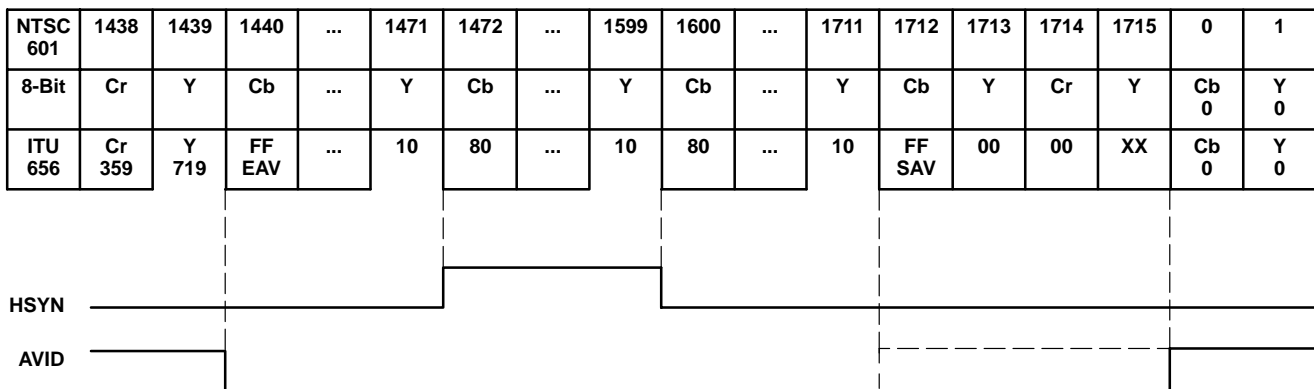 NTSC 601 1438 1439 1440 ... 1471 1472 ... 1599 1600 ... 1711 1712 1713 1714 1715 0 1
8-Bit Cr Y Cb ... Y Cb ... Y Cb ... Y Cb Y Cr Y Cb 0 Y 0
ITU 656 Cr 359 Y 719 FF EAV ... 10 80 ... 10 80 ... 10 FF SAV 00 00 XX Cb 0 Y 0
HSYN
AVID